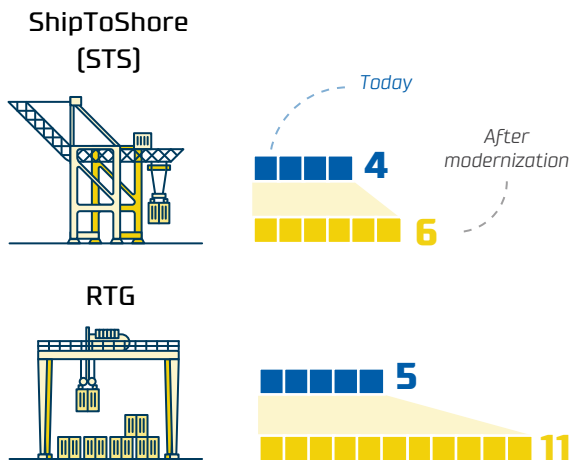 ShipToShore
(STS)
Today
After
modernization
4
6
RTG
5
11